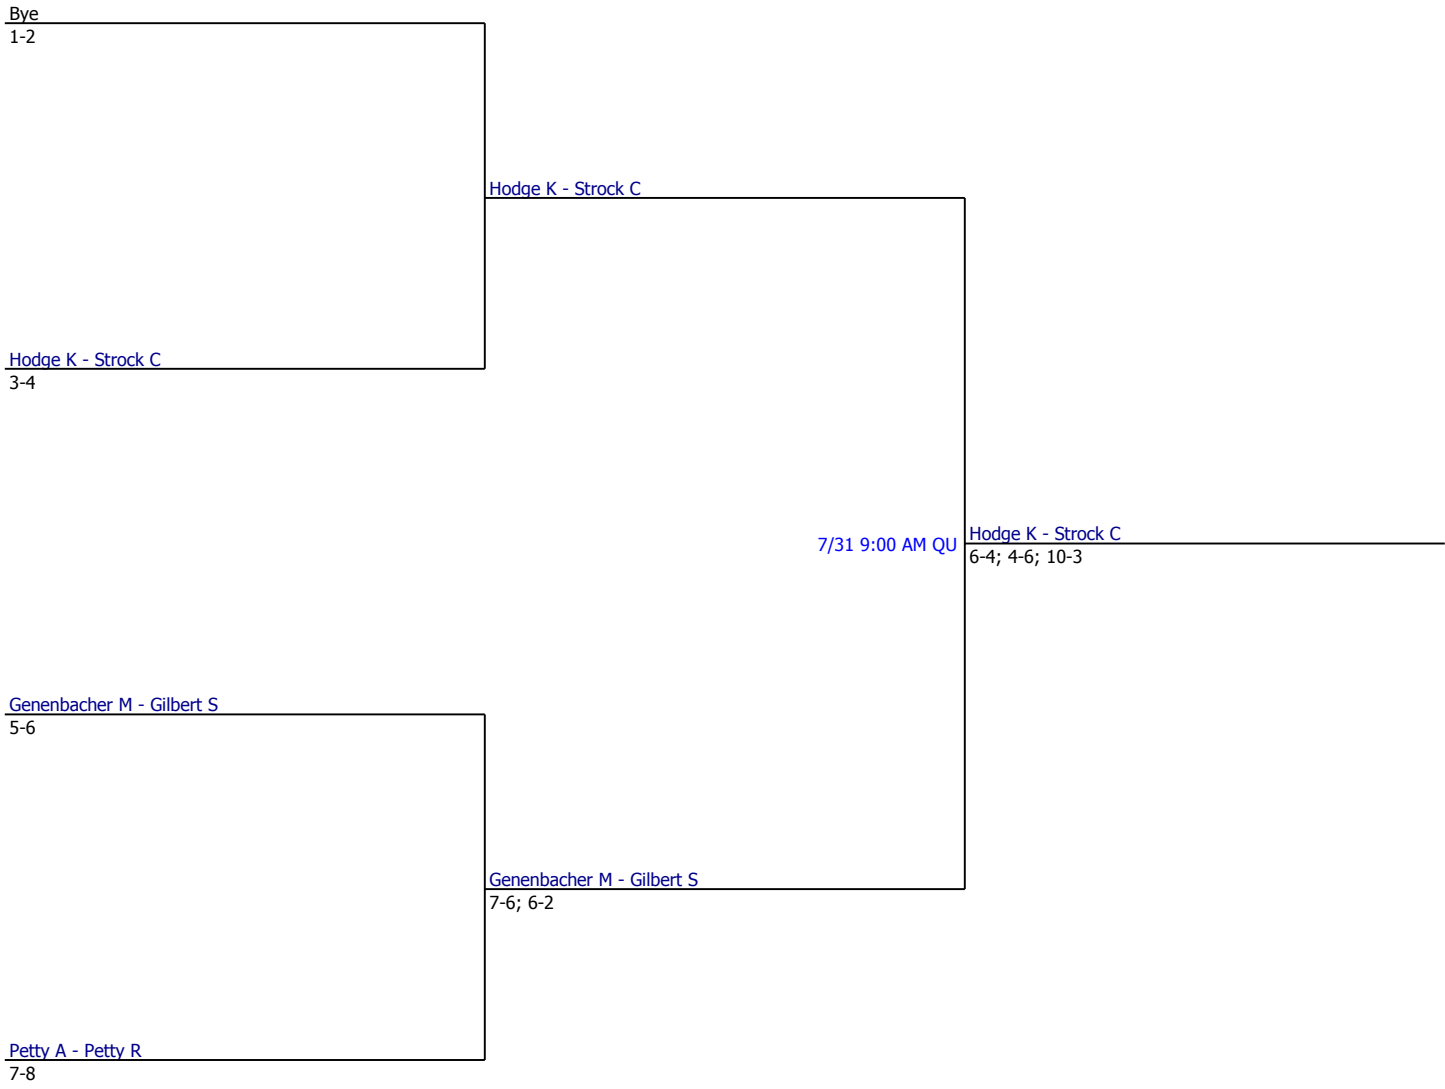 Bye
1-2
Hodge K - Strock C
Hodge K - Strock C
3-4
7/31 9:00 AM QU
Hodge K - Strock C
6-4; 4-6; 10-3
Genenbacher M - Gilbert S
5-6
Genenbacher M - Gilbert S
7-6; 6-2
Petty A - Petty R
7-8